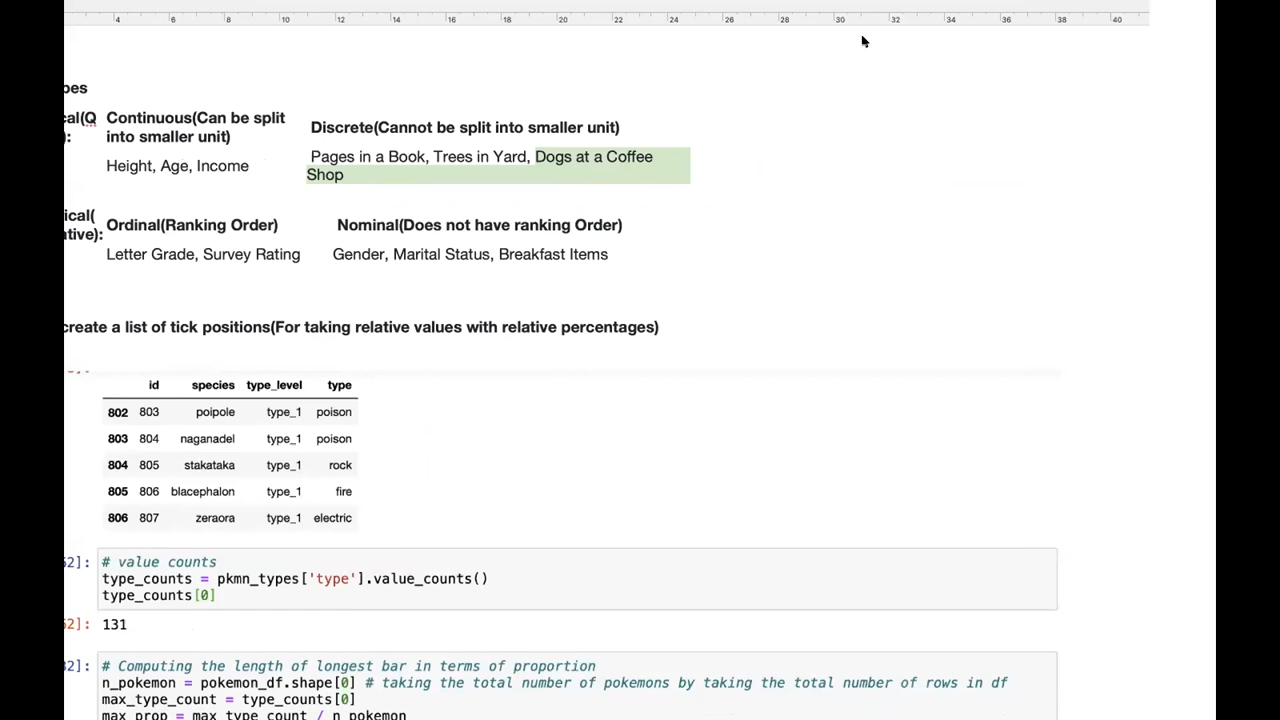 4 6 8 10 12 14 16 18 20 22 24 26 28 30 32 34 36 38 40
pes
cal(Q Continuous(Can be split
): into smaller unit) Discrete(Cannot be split into smaller unit)
Height, Age, Income Pages in a Book, Trees in Yard, Dogs at a Coffee
Shop
ical(
ative): Ordinal(Ranking Order) Nominal(Does not have ranking Order)
Letter Grade, Survey Rating Gender, Marital Status, Breakfast Items
create a list of tick positions(For taking relative values with relative percentages)
id species type_level type
802 803 poipole type_1 poison
803 804 naganadel type_1 poison
804 805 stakataka type_1 rock
805 806 blacephalon type_1 fire
806 807 zeraora type_1 electric
52]: # value counts
type_counts = pkmn_types['type'].value_counts()
type_counts[0]
52]: 131
32]: # Computing the length of longest bar in terms of proportion
n_pokemon = pokemon_df.shape[0] # taking the total number of pokemons by taking the total number of rows in df
max_type_count = type_counts[0]
max_prop = max_type_count / n_pokemon